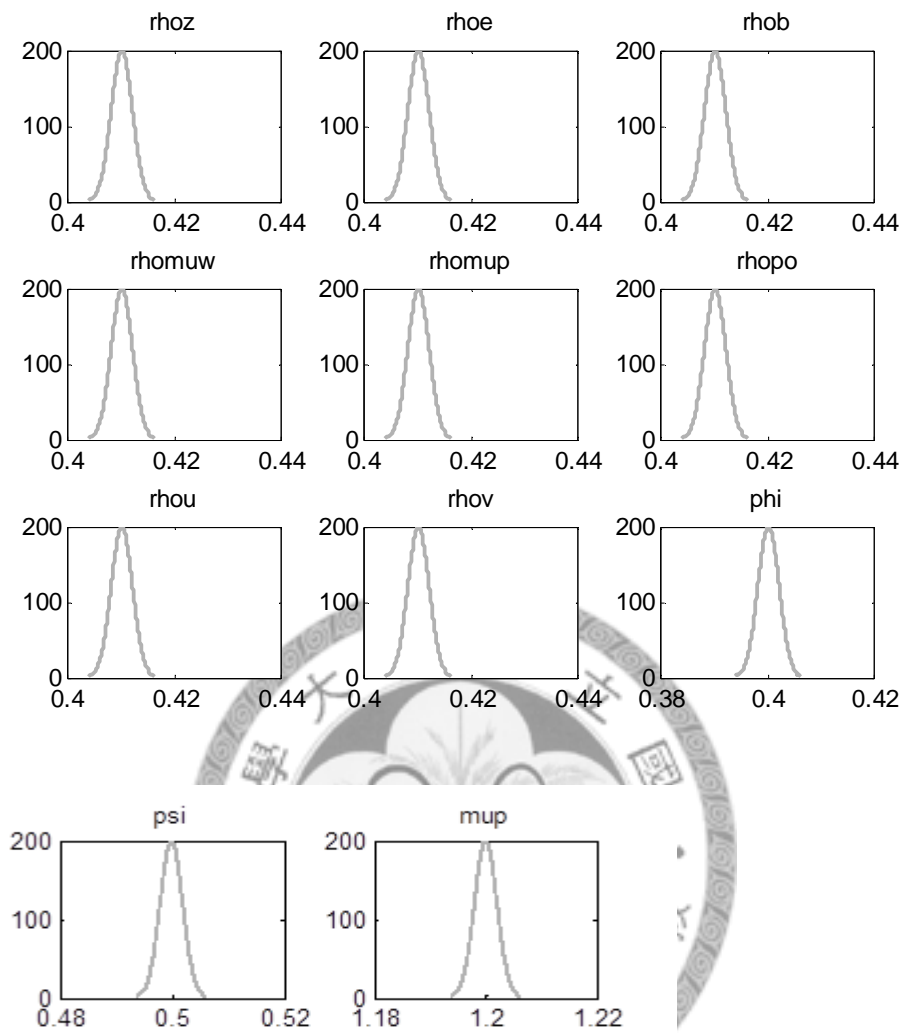 rhoz rhoe rhob
200 200 200
100 100 100
0 0 0
0.4 0.42 0.44 0.4 0.42 0.44 0.4 0.42 0.44
rhomuw rhomup rhopo
200 200 200
100 100 100
0 0 0
0.4 0.42 0.44 0.4 0.42 0.44 0.4 0.42 0.44
rhou rhov phi
200 200 200
100 100 100
0 0 0
0.4 0.42 0.44 0.4 0.42 0.44 0.38 0.4 0.42
大 立
學 國
psi mup
200 200
100 100
0 0
0.48 0.5 0.52 1.18 1.2 1.22